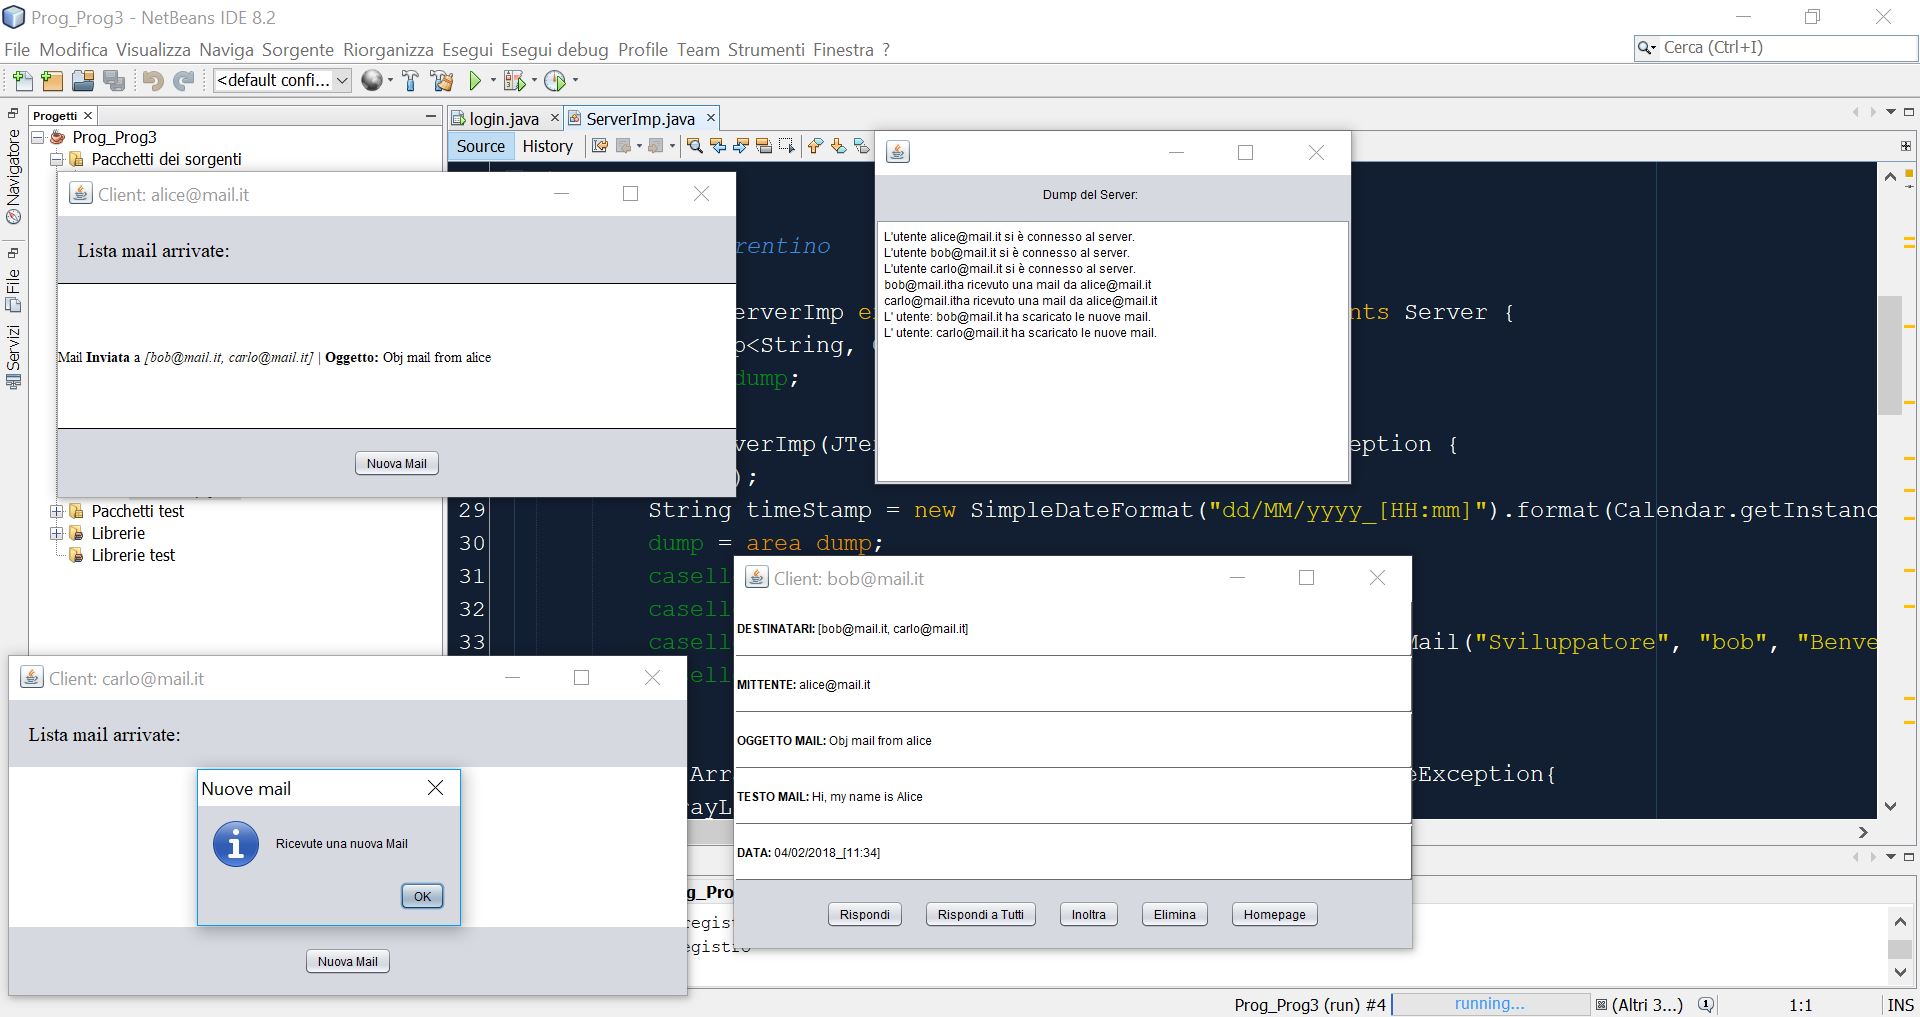 Prog_Prog3 - NetBeans IDE 8.2
File Modifica Visualizza Naviga Sorgente Riorganizza Esegui Esegui debug Profile Team Strumenti Finestra ?
Cerca (Ctrl+I)
<default confi...
Progetti
login.java
ServerImp.java
Navigatore
File
Servizi
Prog_Prog3
Pacchetti dei sorgenti
Pacchetti test
Librerie
Librerie test
Source History
Client: alice@mail.it
Lista mail arrivate:
Mail Inviata a [bob@mail.it, carlo@mail.it] | Oggetto: Obj mail from alice
Nuova Mail
Dump del Server:
L'utente alice@mail.it si è connesso al server.
L'utente bob@mail.it si è connesso al server.
L'utente carlo@mail.it si è connesso al server.
bob@mail.itha ricevuto una mail da alice@mail.it
carlo@mail.itha ricevuto una mail da alice@mail.it
L' utente: bob@mail.it ha scaricato le nuove mail.
L' utente: carlo@mail.it ha scaricato le nuove mail.
rentino
erverImp e nts Server {
p<String,
dump;
verImp(JTe eption {
);
29 String timeStamp = new SimpleDateFormat("dd/MM/yyyy_[HH:mm]").format(Calendar.getInstanc
30 dump = area dump;
31 casell
32 casell
33 casell Mail("Sviluppatore", "bob", "Benve
sell
Arr eException{
rayL
Client: bob@mail.it
DESTINATARI: [bob@mail.it, carlo@mail.it]
MITTENTE: alice@mail.it
OGGETTO MAIL: Obj mail from alice
TESTO MAIL: Hi, my name is Alice
DATA: 04/02/2018_[11:34]
Rispondi Rispondi a Tutti Inoltra Elimina Homepage
Client: carlo@mail.it
Lista mail arrivate:
Nuove mail
Ricevute una nuova Mail
OK
Nuova Mail
g_Pro
regist
egistro
Prog_Prog3 (run) #4 running... (Altri 3...) 1:1 INS